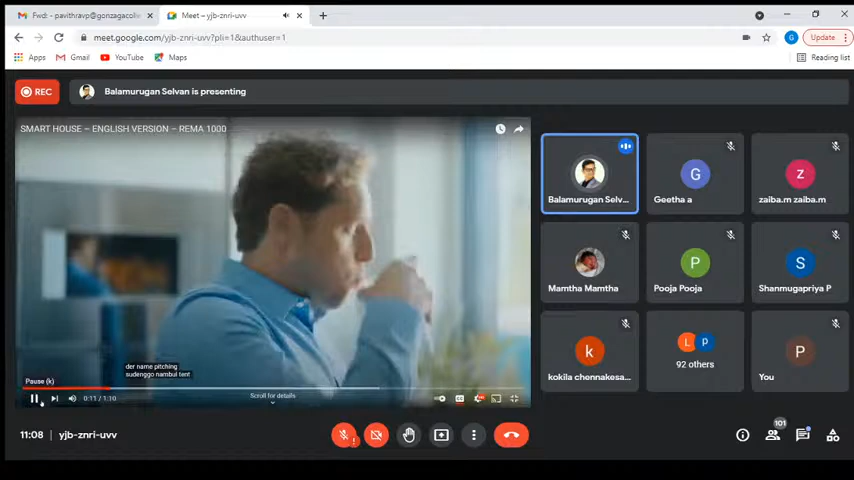 Fwd: - pavithravp@gonzagacolle
Meet – yjb-znri-uvv
meet.google.com/yjb-znri-uvv?pli=1&authuser=1
G
Update
Apps
Gmail
YouTube
Maps
Reading list
REC
Balamurugan Selvan is presenting
SMART HOUSE – ENGLISH VERSION – REMA 1000
Balamurugan Selv...
G
Geetha a
z
zaiba.m zaiba.m
Mamtha Mamtha
P
Pooja Pooja
S
Shanmugapriya P
k
kokila chennakesa...
L
P
92 others
P
You
der name pitching
sudenggo nambul tent
Pause (k)
0:11 / 1:10
Scroll for details
11:08 | yjb-znri-uvv
101